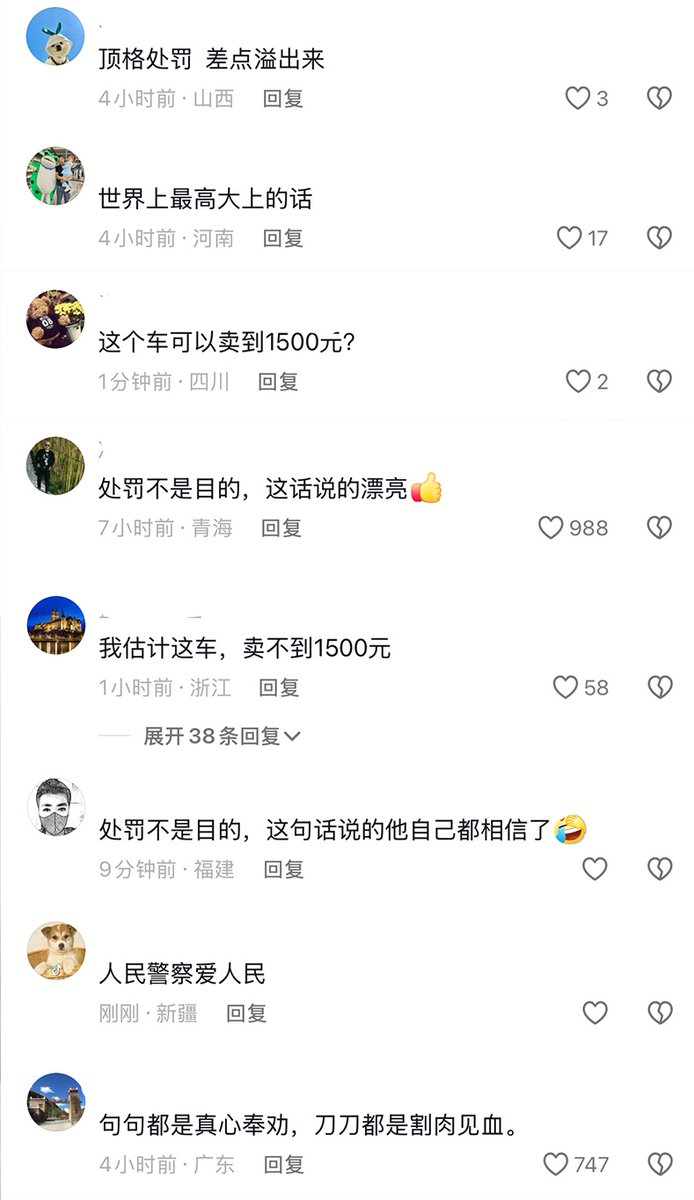 顶格处罚 差点溢出来
4小时前·山西 回复 3
世界上最高大上的话
4小时前·河南 回复 17
这个车可以卖到1500元?
1分钟前·四川 回复 2
处罚不是目的，这话说的漂亮👍
7小时前·青海 回复 988
我估计这车，卖不到1500元
1小时前·浙江 回复 58
展开38条回复
处罚不是目的，这句话说的他自己都相信了🤣
9分钟前·福建 回复
人民警察爱人民
刚刚·新疆 回复
句句都是真心奉劝，刀刀都是割肉见血。
4小时前·广东 回复 747